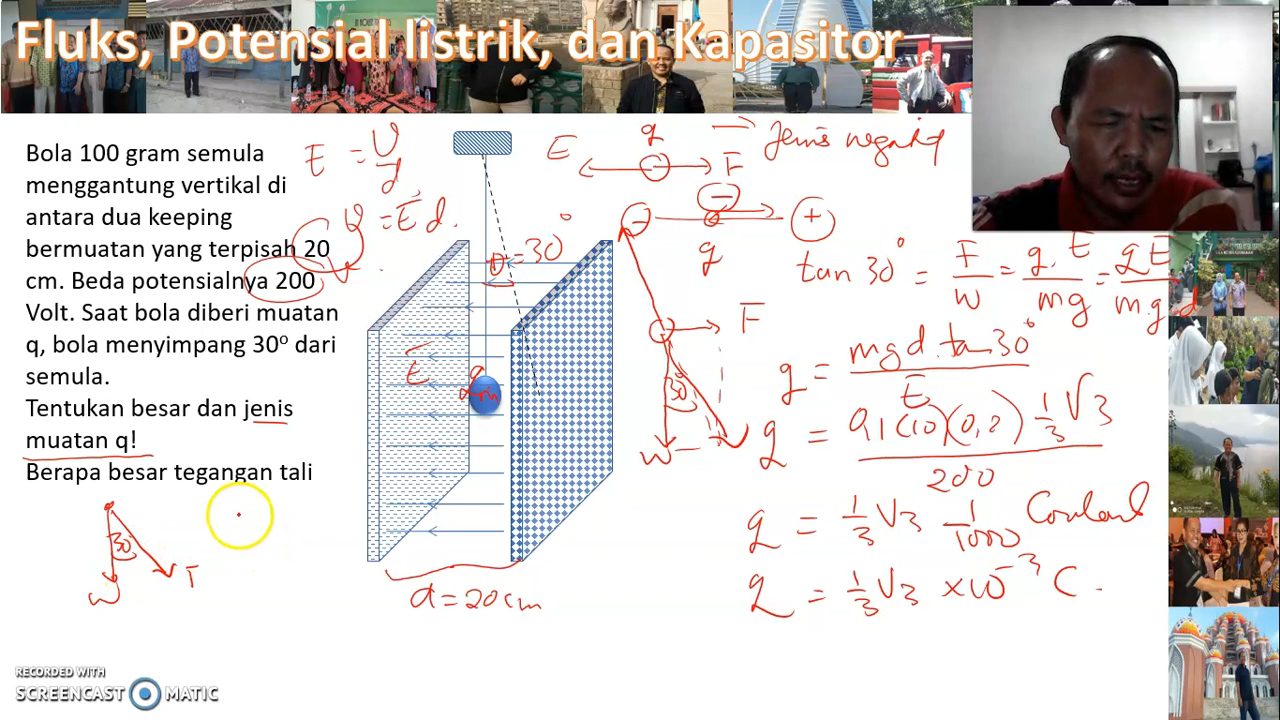 Fluks, Potensial listrik, dan Kapasitor
Bola 100 gram semula
menggantung vertikal di
antara dua keeping
bermuatan yang terpisah 20
cm. Beda potensialnya 200
Volt. Saat bola diberi muatan
q, bola menyimpang 30º dari
semula.
Tentukan besar dan jenis
muatan q!
Berapa besar tegangan tali
30
W
T
E = V/d
V = E d.
θ = 30°
E
q
m
d = 20 cm
E q F → Jenis negatif
- - +
q
F
30
W
tan 30° = F/W = q.E/mg = qE/mg.d
q = mgd.tan 30°/E
q = 0,1(10)(0,2) 1/3 √3 / 200
q = 1/3 √3 1/1000 Coulomb
q = 1/3 √3 × 10⁻³ C.
RECORDED WITH
SCREENCAST MATIC